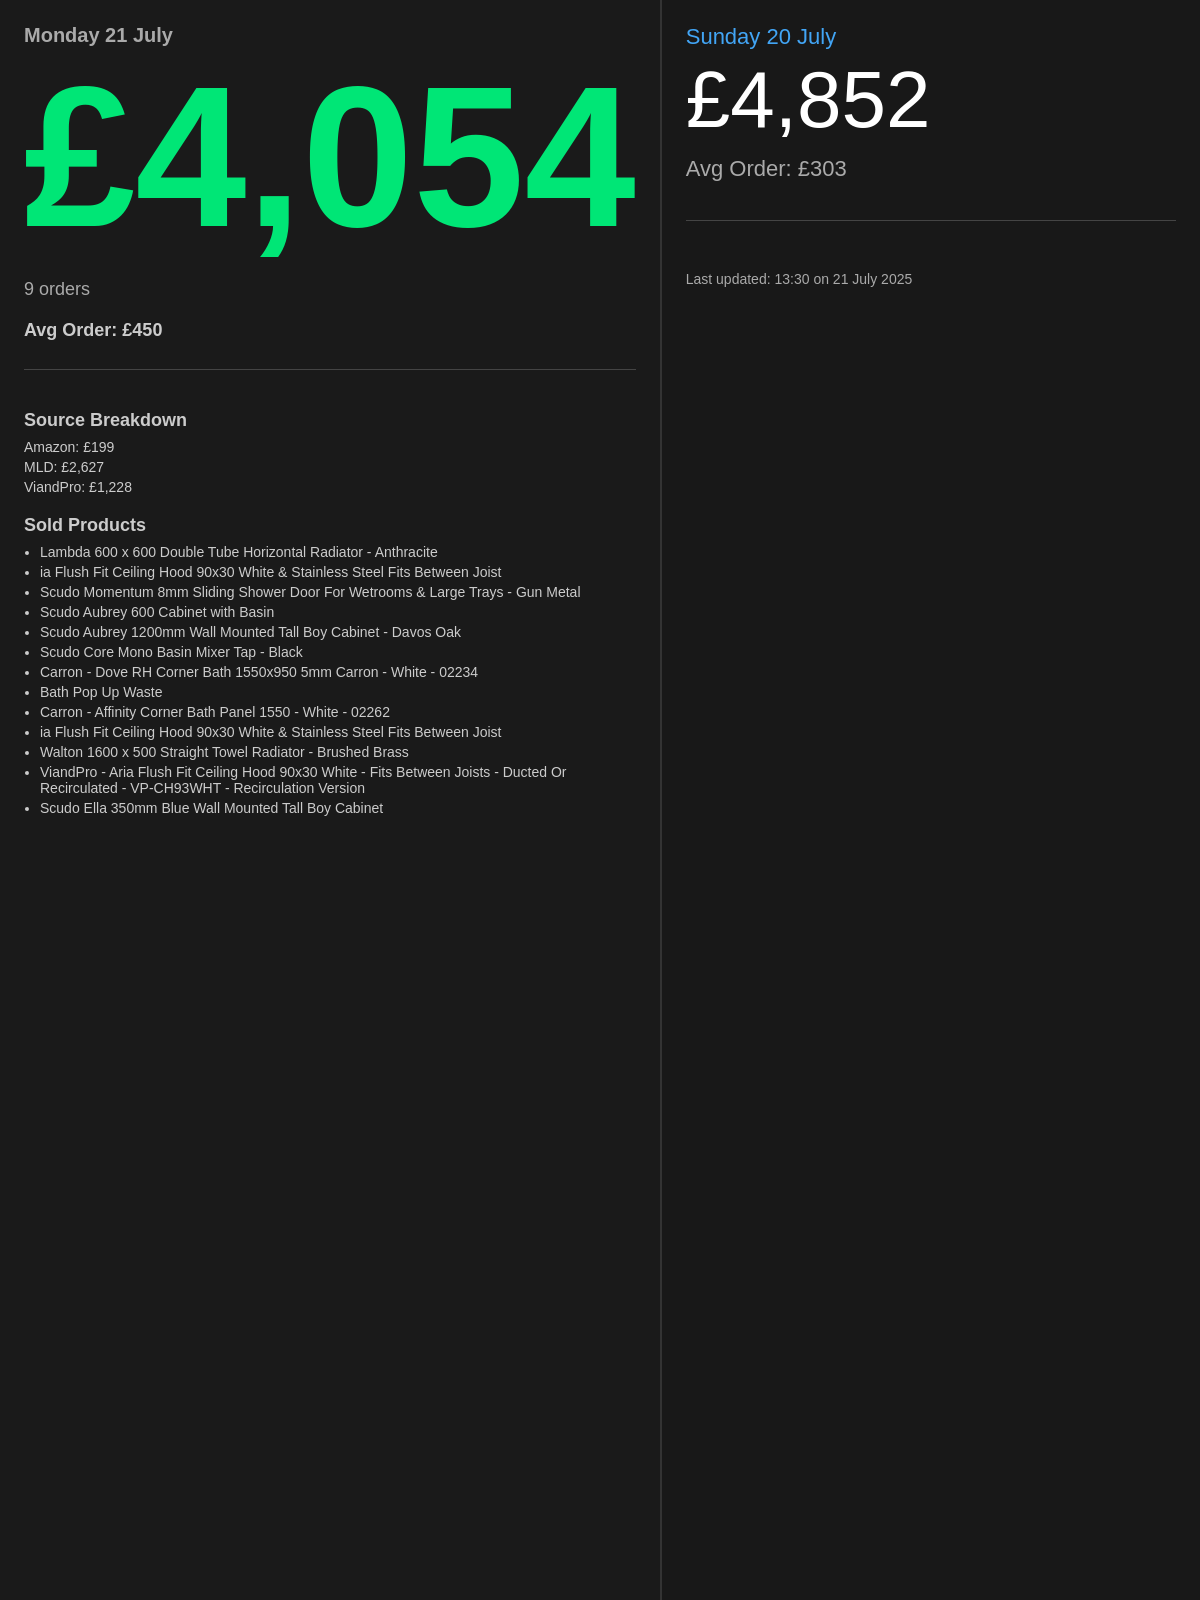 Monday 21 July
£4,054
9 orders
Avg Order: £450
Source Breakdown
Amazon: £199
MLD: £2,627
ViandPro: £1,228
Sold Products
• Lambda 600 x 600 Double Tube Horizontal Radiator - Anthracite
• ia Flush Fit Ceiling Hood 90x30 White & Stainless Steel Fits Between Joist
• Scudo Momentum 8mm Sliding Shower Door For Wetrooms & Large Trays - Gun Metal
• Scudo Aubrey 600 Cabinet with Basin
• Scudo Aubrey 1200mm Wall Mounted Tall Boy Cabinet - Davos Oak
• Scudo Core Mono Basin Mixer Tap - Black
• Carron - Dove RH Corner Bath 1550x950 5mm Carron - White - 02234
• Bath Pop Up Waste
• Carron - Affinity Corner Bath Panel 1550 - White - 02262
• ia Flush Fit Ceiling Hood 90x30 White & Stainless Steel Fits Between Joist
• Walton 1600 x 500 Straight Towel Radiator - Brushed Brass
• ViandPro - Aria Flush Fit Ceiling Hood 90x30 White - Fits Between Joists - Ducted Or
Recirculated - VP-CH93WHT - Recirculation Version
• Scudo Ella 350mm Blue Wall Mounted Tall Boy Cabinet
Sunday 20 July
£4,852
Avg Order: £303
Last updated: 13:30 on 21 July 2025